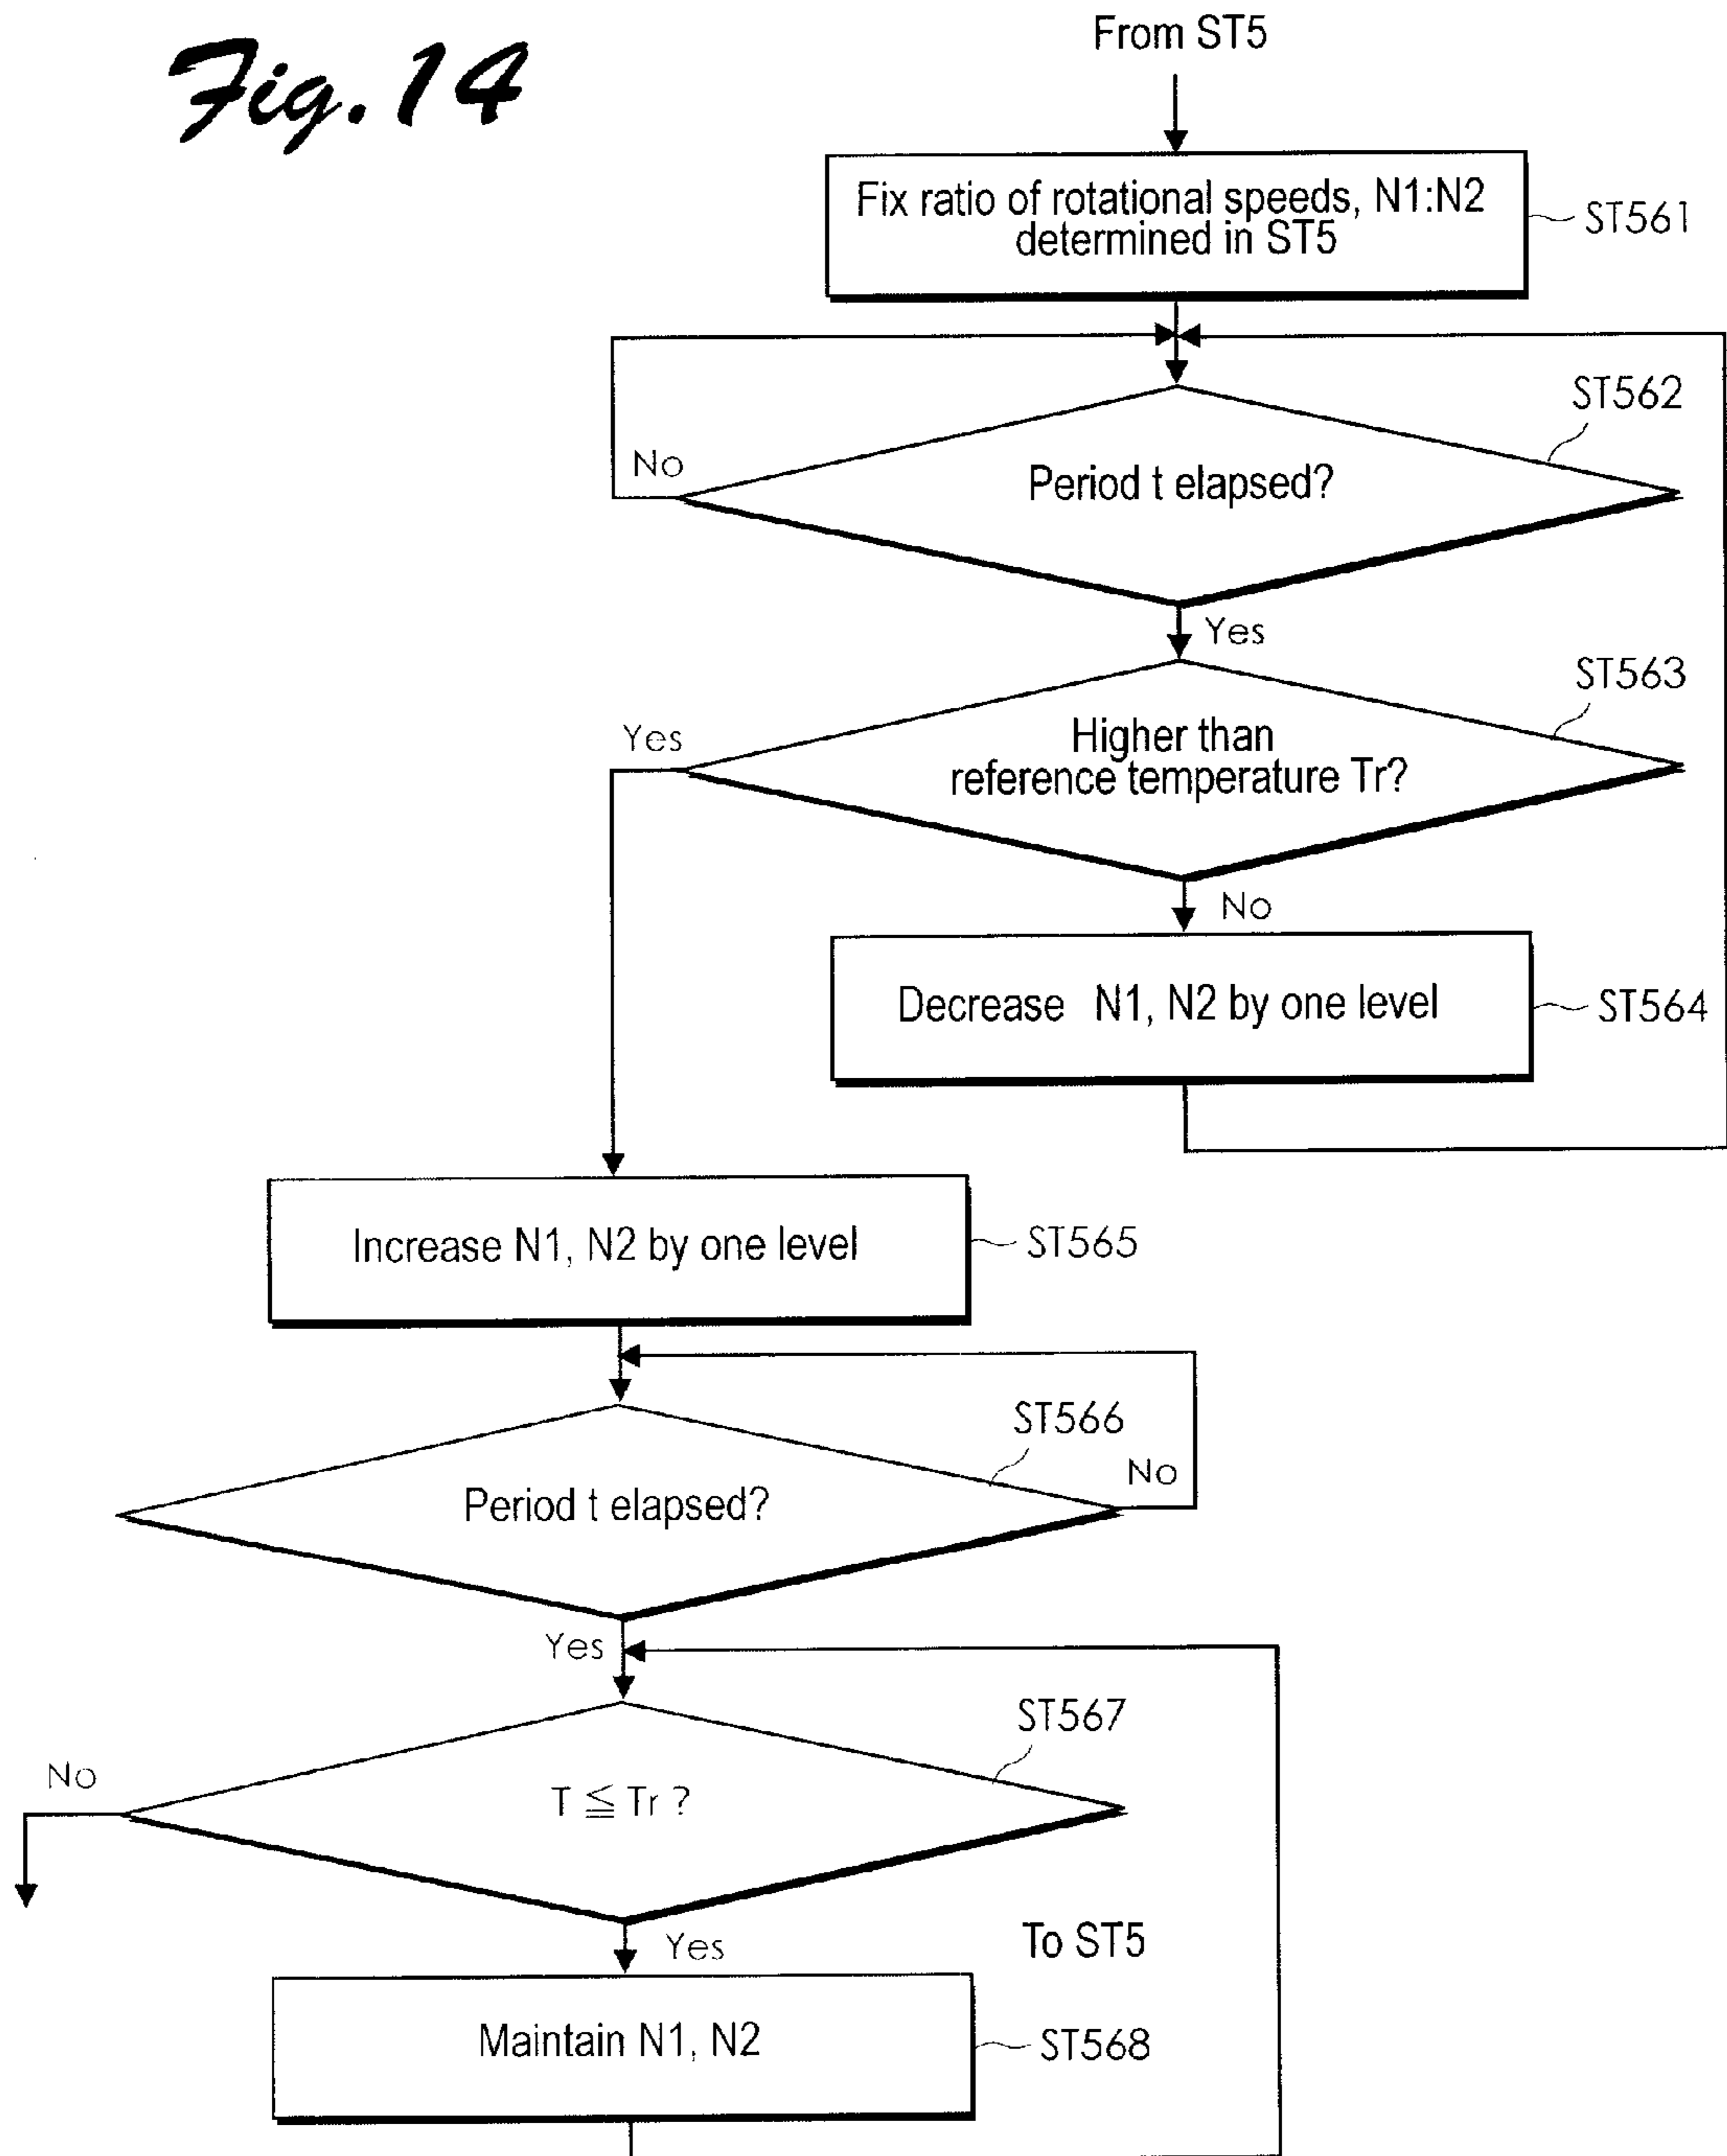 Fig. 14
From ST5
Fix ratio of rotational speeds, N1:N2
determined in ST5
ST561
ST562
No
Period t elapsed?
Yes
ST563
Yes
Higher than
reference temperature Tr?
No
Decrease N1, N2 by one level
ST564
Increase N1, N2 by one level
ST565
ST566
No
Period t elapsed?
Yes
ST567
No
T ≦ Tr ?
Yes
To ST5
Maintain N1, N2
ST568